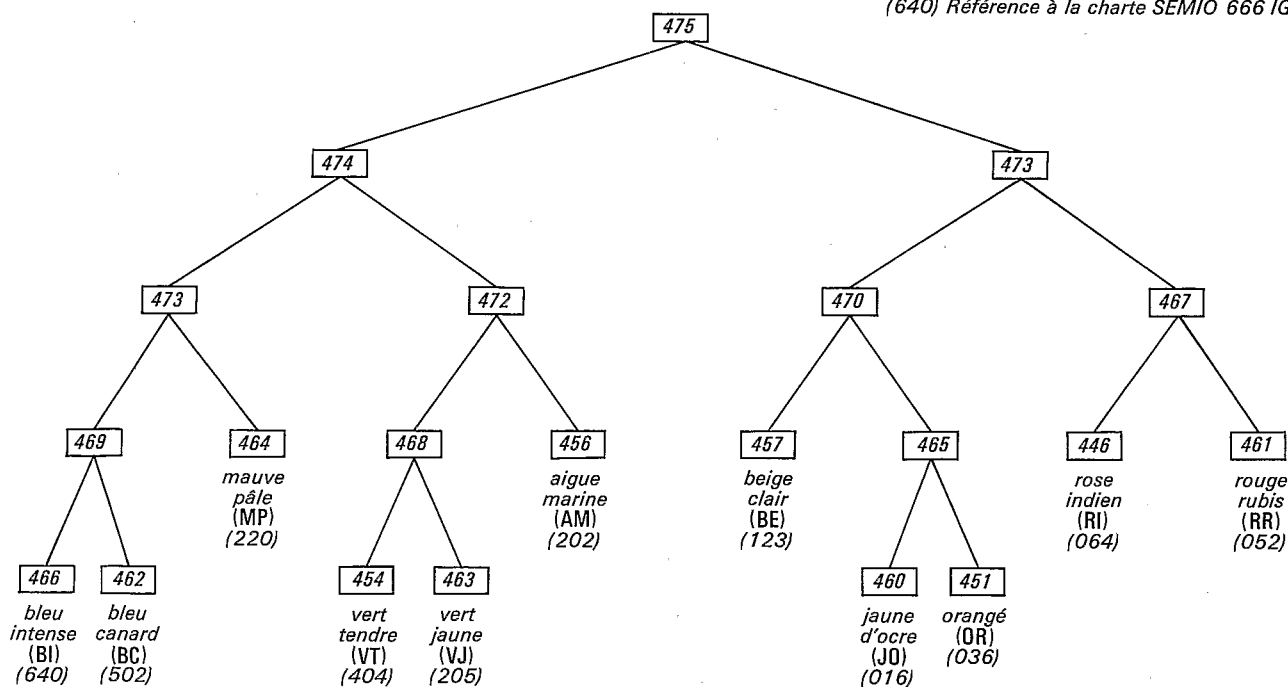 (640) Référence à la charte SEMIO 666 IG
475
474 473
473 472 470 467
469 464 468 456 457 465 446 461
mauve pâle (MP) (220)
aigue marine (AM) (202)
beige clair (BE) (123)
rose indien (RI) (064)
rouge rubis (RR) (052)
466 462 454 463 460 451
bleu intense (BI) (640)
bleu canard (BC) (502)
vert tendre (VT) (404)
vert jaune (VJ) (205)
jaune d'ocre (JO) (016)
orangé (OR) (036)